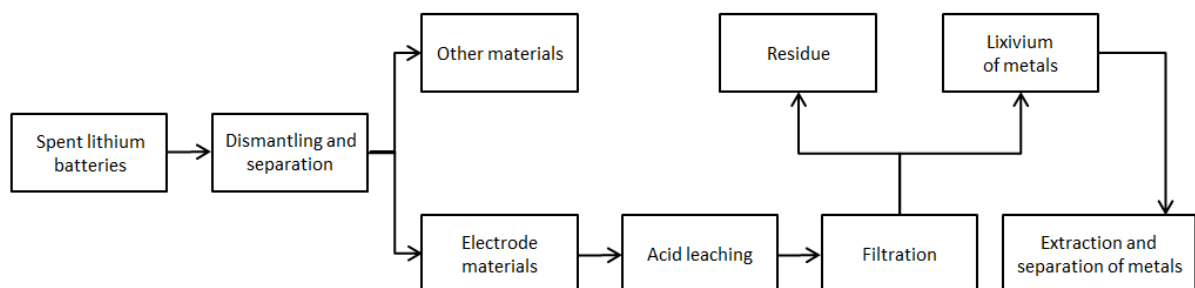 Other materials
Residue
Lixivium
of metals
Spent lithium
batteries
Dismantling and
separation
Electrode
materials
Acid leaching
Filtration
Extraction and
separation of metals